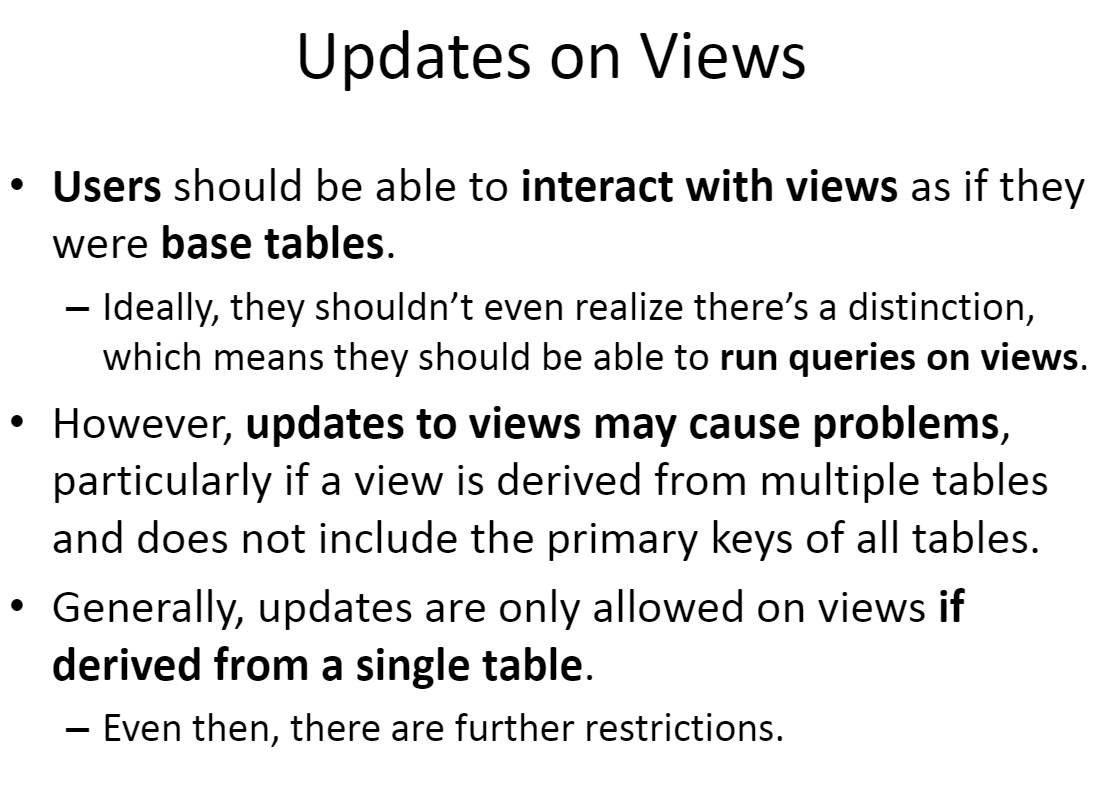 Updates on Views
• Users should be able to interact with views as if they
were base tables.
– Ideally, they shouldn’t even realize there’s a distinction,
which means they should be able to run queries on views.
• However, updates to views may cause problems,
particularly if a view is derived from multiple tables
and does not include the primary keys of all tables.
• Generally, updates are only allowed on views if
derived from a single table.
– Even then, there are further restrictions.